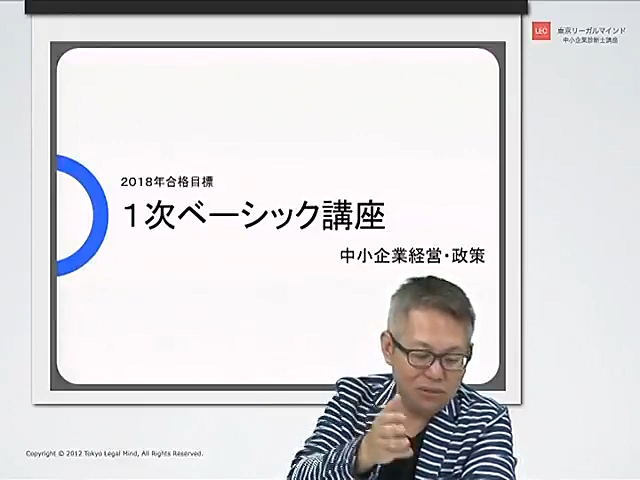 LEC 東京リーガルマインド
中小企業診断士講座
2018年合格目標
１次ベーシック講座
中小企業経営・政策
Copyright © 2012 Tokyo Legal Mind, All Rights Reserved.